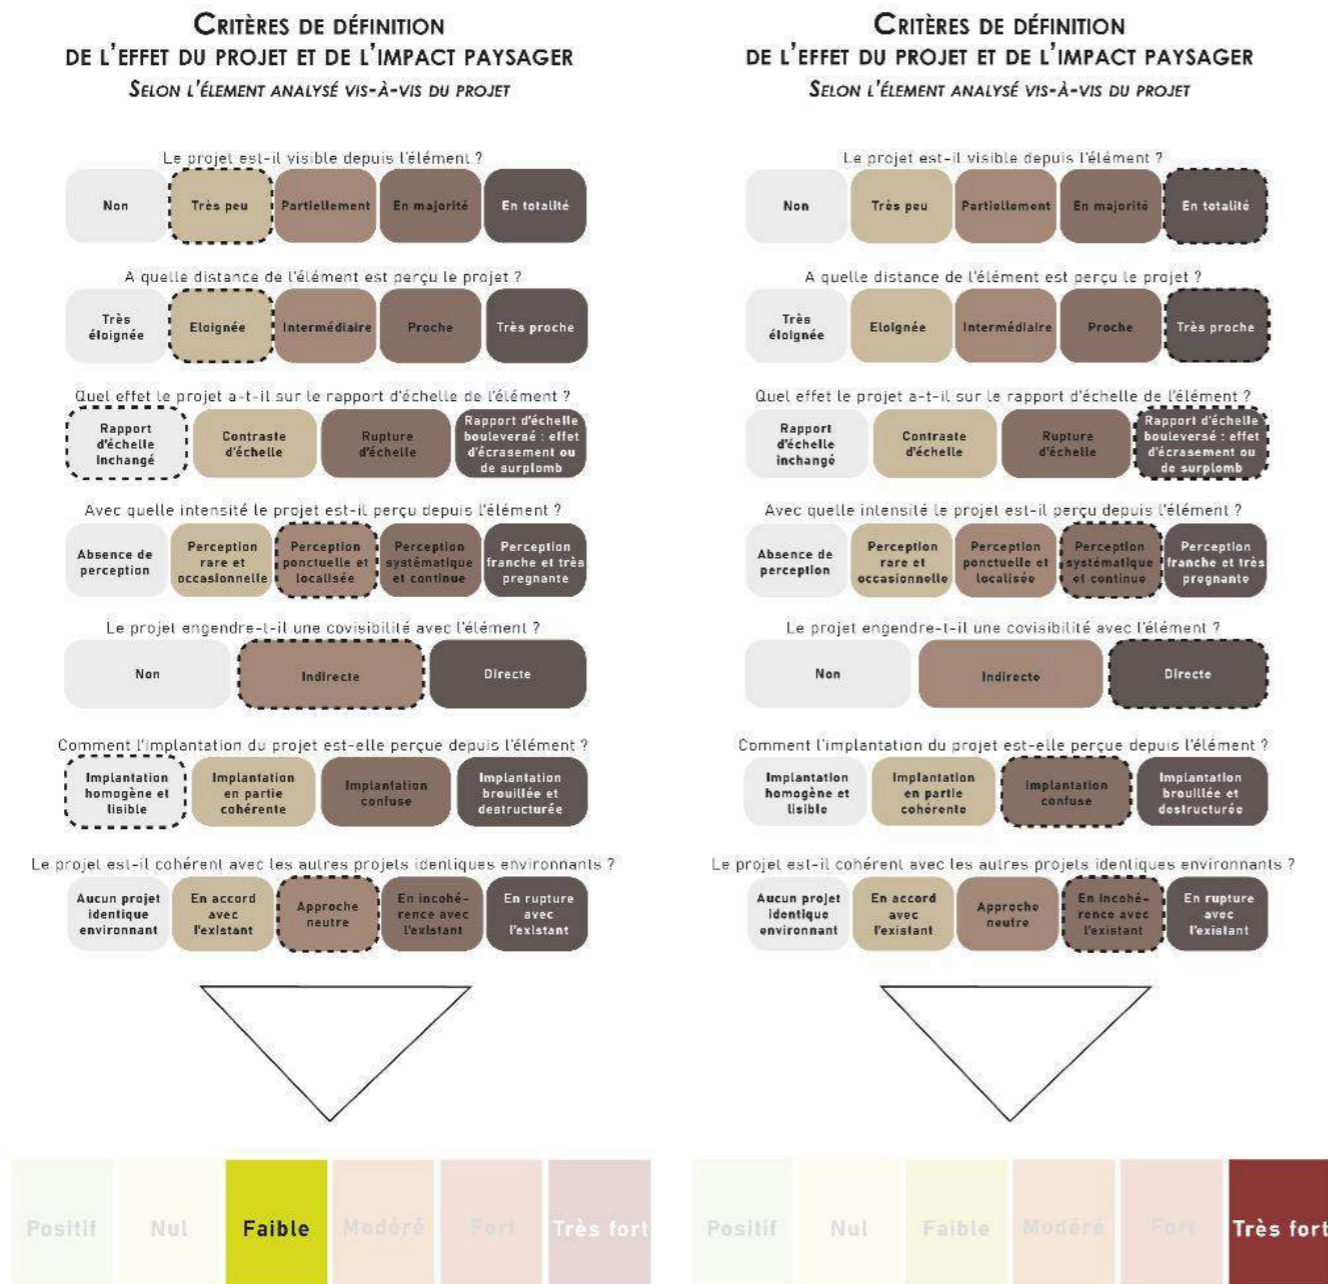 CRITÈRES DE DÉFINITION
DE L'EFFET DU PROJET ET DE L'IMPACT PAYSAGER
SELON L'ÉLEMENT ANALYSÉ VIS-À-VIS DU PROJET
Le projet est-il visible depuis l'élément ?
Non
Très peu
Partiellement
En majorité
En totalité
A quelle distance de l'élément est perçu le projet ?
Très
éloignée
Eloignée
Intermédiaire
Proche
Très proche
Quel effet le projet a-t-il sur le rapport d'échelle de l'élément ?
Rapport
d'échelle
inchangé
Contraste
d'échelle
Rupture
d'échelle
Rapport d'échelle
bouleversé : effet
d'écrasement ou
de surplomb
Avec quelle intensité le projet est-il perçu depuis l'élément ?
Absence de
perception
Perception
rare et
occasionnelle
Perception
ponctuelle et
localisée
Perception
systématique
et continue
Perception
franche et très
pregnante
Le projet engendre-t-il une covisibilité avec l'élément ?
Non
Indirecte
Directe
Comment l'implantation du projet est-elle perçue depuis l'élément ?
Implantation
homogène et
lisible
Implantation
en partie
cohérente
Implantation
confuse
Implantation
brouillée et
destructurée
Le projet est-il cohérent avec les autres projets identiques environnants ?
Aucun projet
identique
environnant
En accord
avec
l'existant
Approche
neutre
En incohé-
rence avec
l'existant
En rupture
avec
l'existant
Positif
Nul
Faible
Modéré
Fort
Très fort
CRITÈRES DE DÉFINITION
DE L'EFFET DU PROJET ET DE L'IMPACT PAYSAGER
SELON L'ÉLEMENT ANALYSÉ VIS-À-VIS DU PROJET
Le projet est-il visible depuis l'élément ?
Non
Très peu
Partiellement
En majorité
En totalité
A quelle distance de l'élément est perçu le projet ?
Très
éloignée
Eloignée
Intermédiaire
Proche
Très proche
Quel effet le projet a-t-il sur le rapport d'échelle de l'élément ?
Rapport
d'échelle
inchangé
Contraste
d'échelle
Rupture
d'échelle
Rapport d'échelle
bouleversé : effet
d'écrasement ou
de surplomb
Avec quelle intensité le projet est-il perçu depuis l'élément ?
Absence de
perception
Perception
rare et
occasionnelle
Perception
ponctuelle et
localisée
Perception
systématique
et continue
Perception
franche et très
pregnante
Le projet engendre-t-il une covisibilité avec l'élément ?
Non
Indirecte
Directe
Comment l'implantation du projet est-elle perçue depuis l'élément ?
Implantation
homogène et
lisible
Implantation
en partie
cohérente
Implantation
confuse
Implantation
brouillée et
destructurée
Le projet est-il cohérent avec les autres projets identiques environnants ?
Aucun projet
identique
environnant
En accord
avec
l'existant
Approche
neutre
En incohé-
rence avec
l'existant
En rupture
avec
l'existant
Positif
Nul
Faible
Modéré
Fort
Très fort